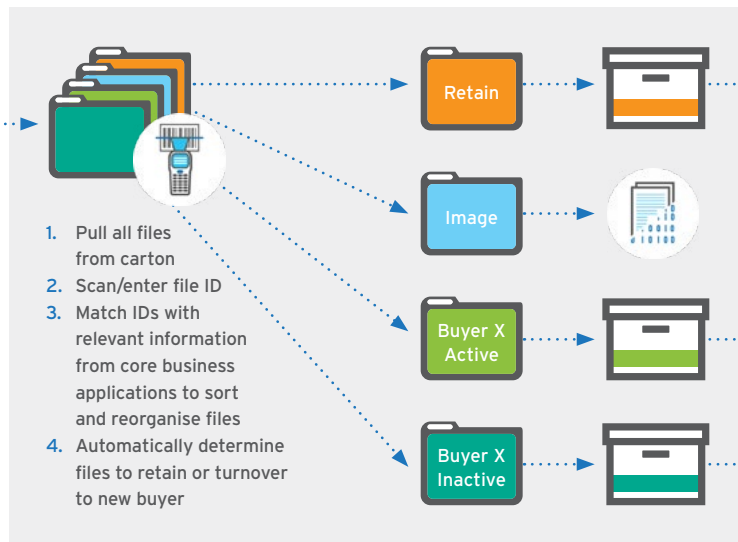 1. Pull all files
from carton
2. Scan/enter file ID
3. Match IDs with
relevant information
from core business
applications to sort
and reorganise files
4. Automatically determine
files to retain or turnover
to new buyer
Retain
Image
Buyer X
Active
Buyer X
Inactive